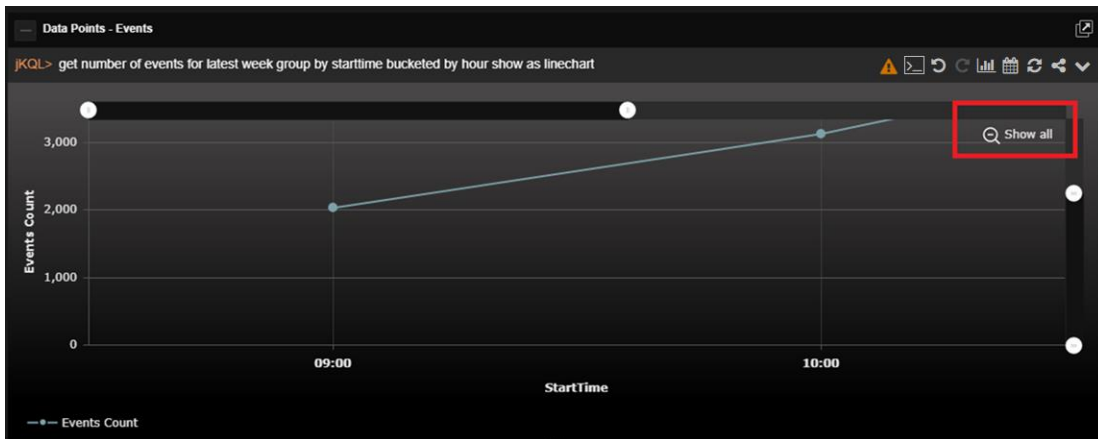 Data Points - Events
jKQL> get number of events for latest week group by starttime bucketed by hour show as linechart
Show all
3,000
2,000
1,000
0
Events Count
09:00
10:00
StartTime
Events Count